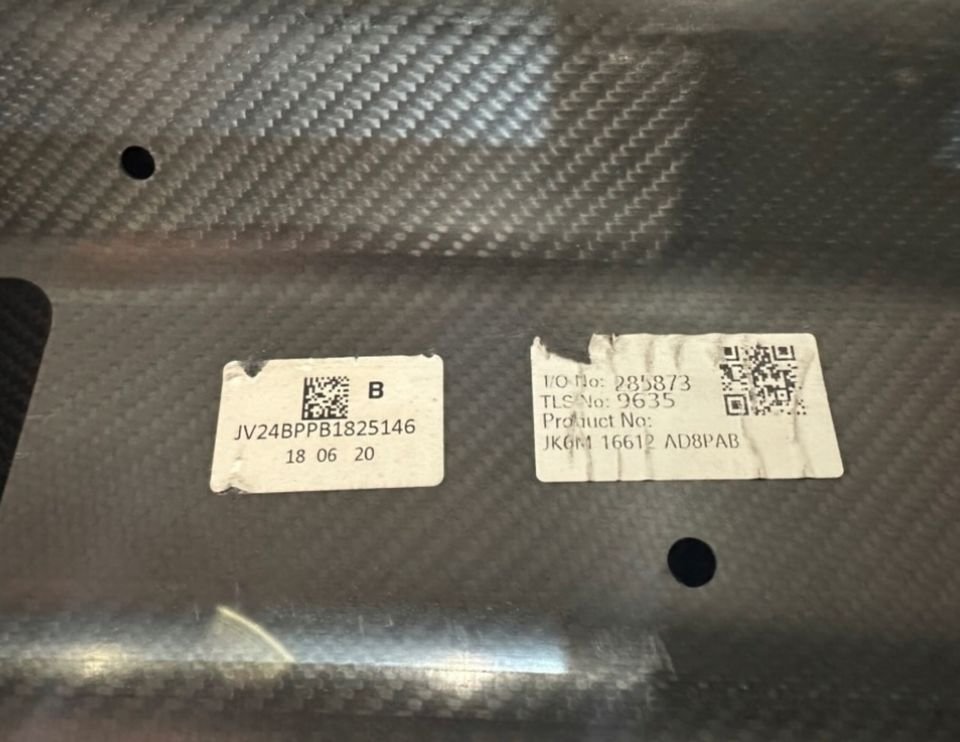 B
JV24BPPB1825146
18 06 20
I/O No: 285873
TLS No: 9635
Product No:
JK6M 16612 AD8PAB